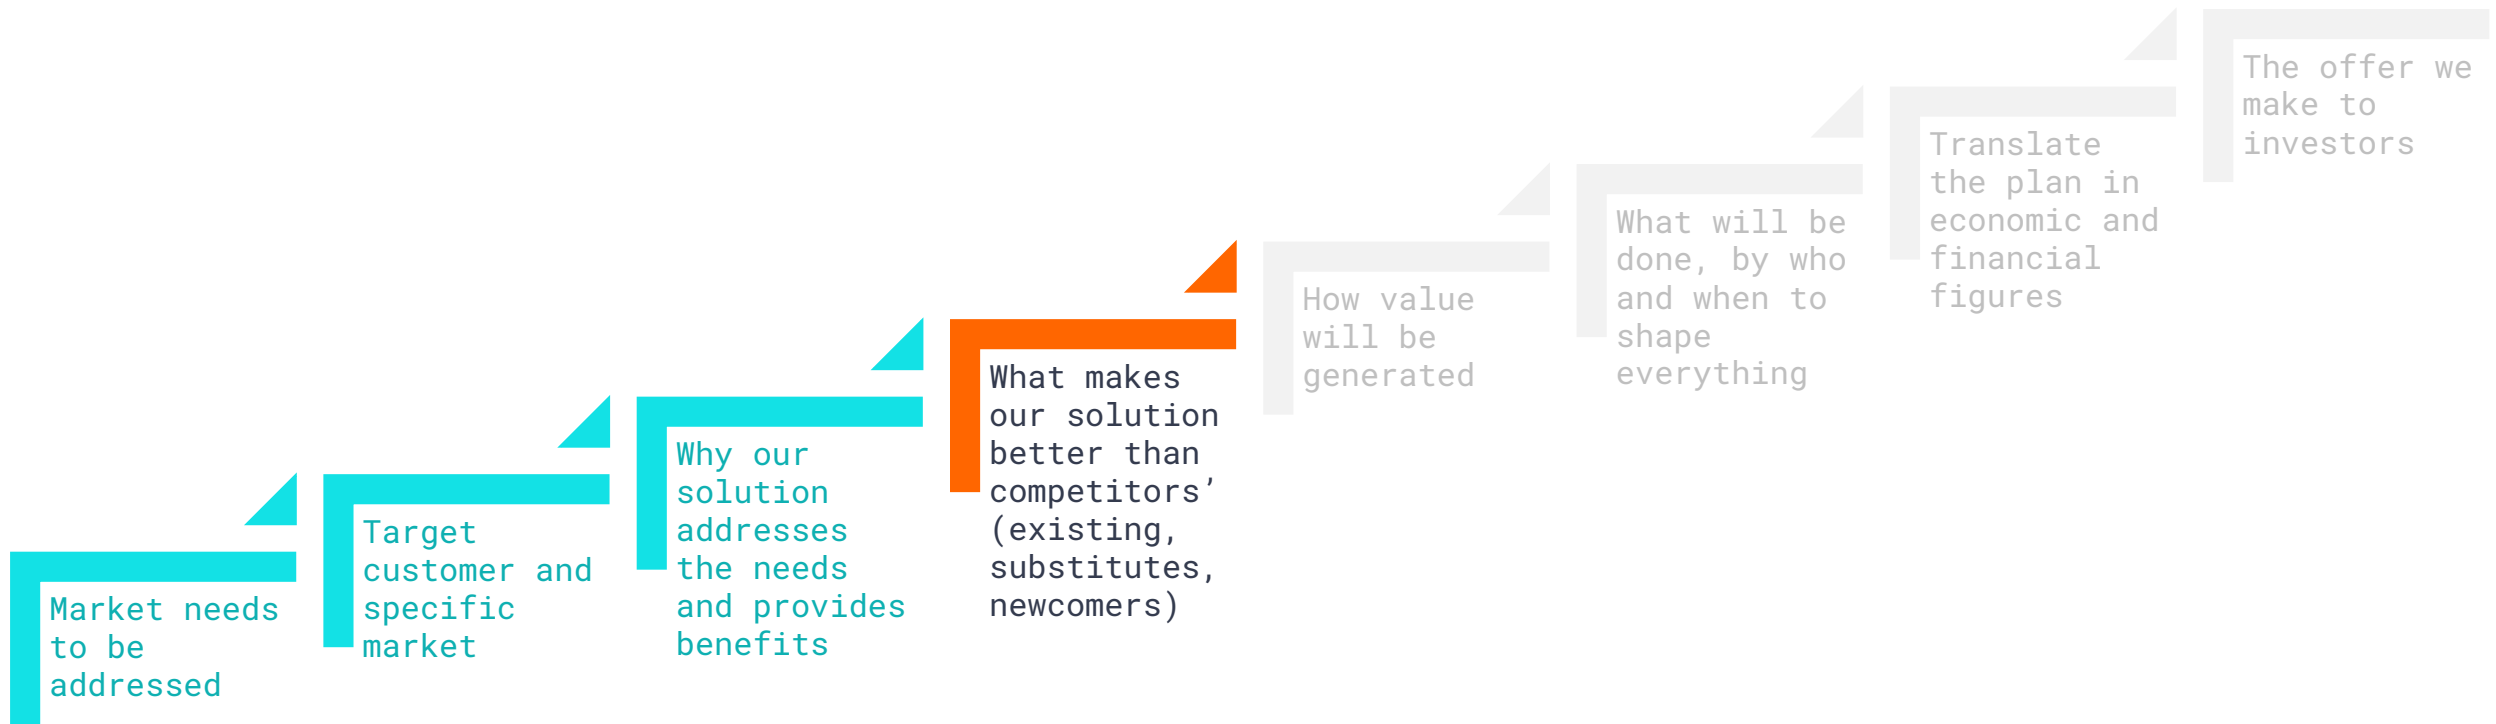 Market needs
to be
addressed
Target
customer and
specific
market
Why our
solution
addresses
the needs
and provides
benefits
What makes
our solution
better than
competitors’
(existing,
substitutes,
newcomers)
How value
will be
generated
What will be
done, by who
and when to
shape
everything
Translate
the plan in
economic and
financial
figures
The offer we
make to
investors